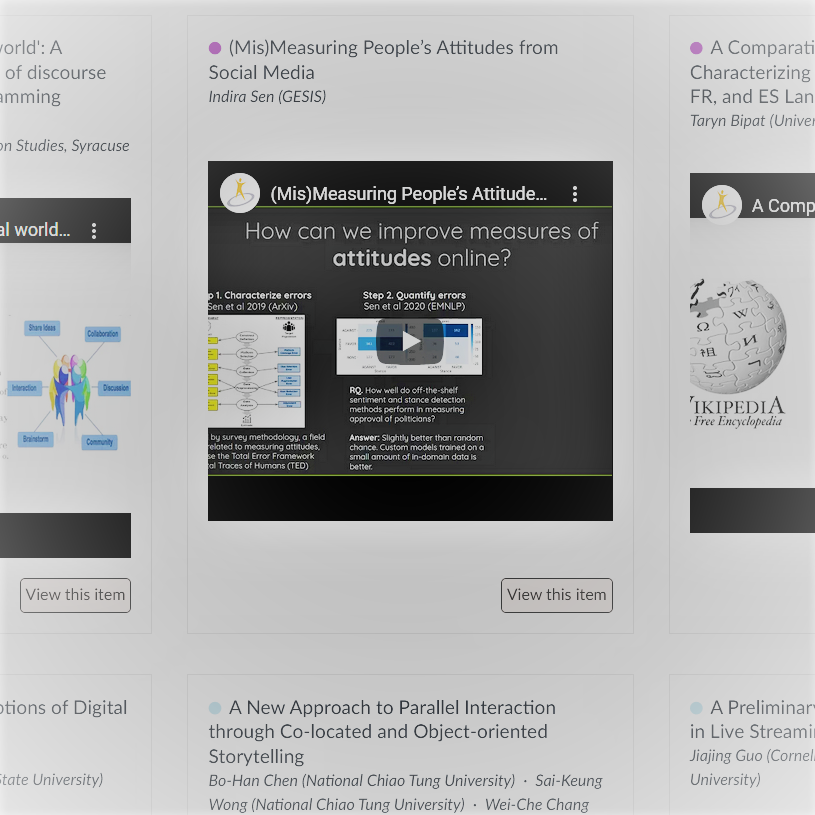 world': A
of discourse
amming
on Studies, Syracuse
al world...
Share Ideas
Collaboration
Interaction
Discussion
Brainstorm
Community
View this item
(Mis)Measuring People's Attitudes from
Social Media
Indira Sen (GESIS)
(Mis)Measuring People's Attitude...
How can we improve measures of
attitudes online?
p 1. Characterize errors
Sen et al 2019 (ArXiv)
Step 2. Quantify errors
Sen et al 2020 (EMNLP)
RQ. How well do off-the-shelf
sentiment and stance detection
methods perform in measuring
approval of politicians?
Answer: Slightly better than random
chance. Custom models trained on a
small amount of in-domain data is
better.
by survey methodology, a field
related to measuring attitudes,
se the Total Error Framework
al Traces of Humans (TED)
View this item
A Comparati
Characterizing
FR, and ES Lan
Taryn Bipat (Univer
A Comp
Ω
W
И
IKIPEDIA
Free Encyclopedia
ptions of Digital
State University)
A New Approach to Parallel Interaction
through Co-located and Object-oriented
Storytelling
Bo-Han Chen (National Chiao Tung University) · Sai-Keung
Wong (National Chiao Tung University) · Wei-Che Chang
A Preliminary
in Live Streami
Jiajing Guo (Cornel
University)